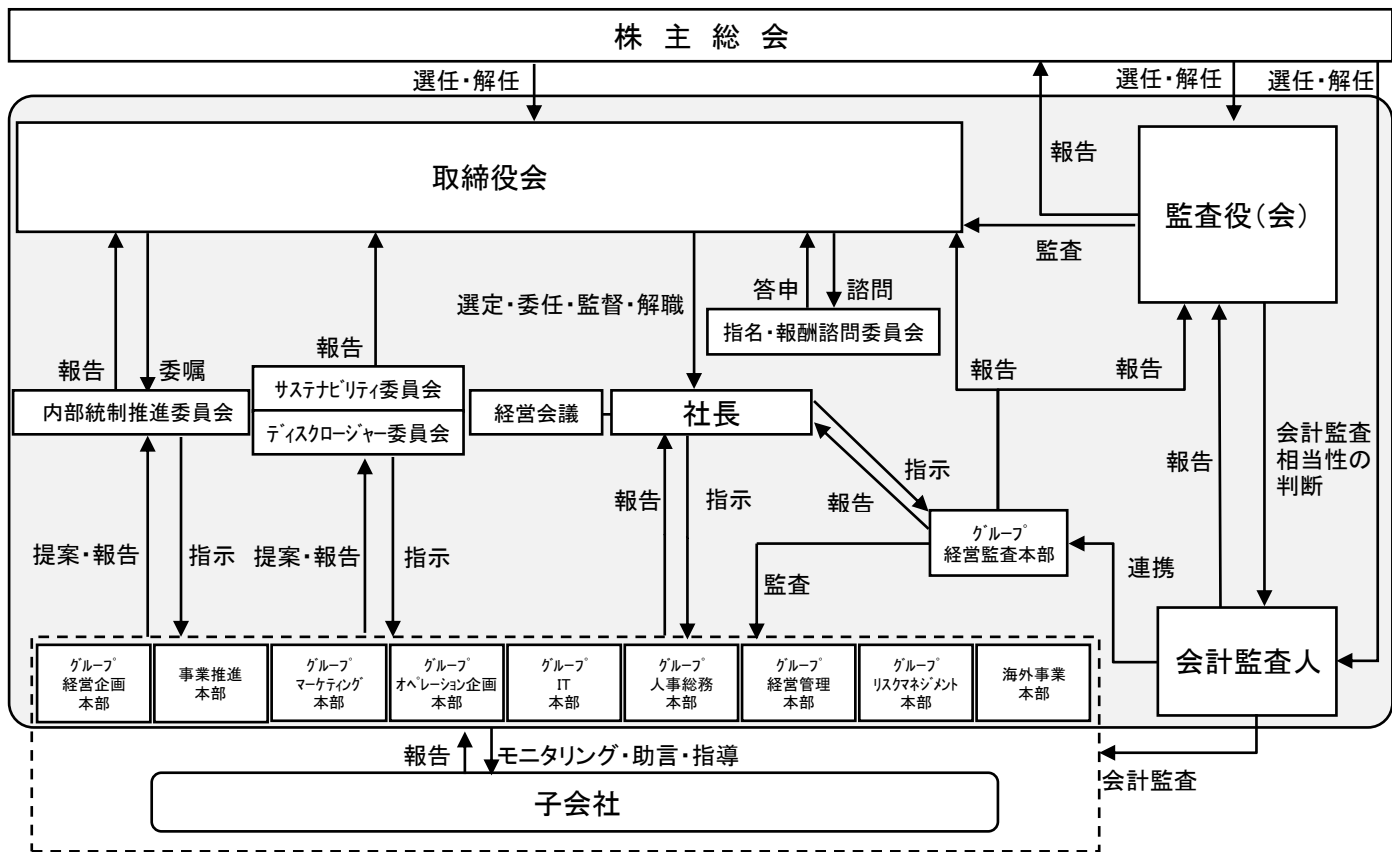 株主総会
選任・解任
選任・解任
選任・解任
取締役会
報告
監査役(会)
監査
選定・委任・監督・解職
答申
諮問
指名・報酬諮問委員会
報告
委嘱
報告
報告
報告
内部統制推進委員会
サステナビリティ委員会
ディスクロージャー委員会
経営会議
社長
会計監査
相当性の
判断
報告
指示
報告
報告
指示
グループ
経営監査本部
提案・報告
指示
提案・報告
指示
監査
連携
会計監査人
グループ
経営企画
本部
事業推進
本部
グループ
マーケティング
本部
グループ
オペレーション企画
本部
グループ
IT
本部
グループ
人事総務
本部
グループ
経営管理
本部
グループ
リスクマネジメント
本部
海外事業
本部
報告
モニタリング・助言・指導
会計監査
子会社